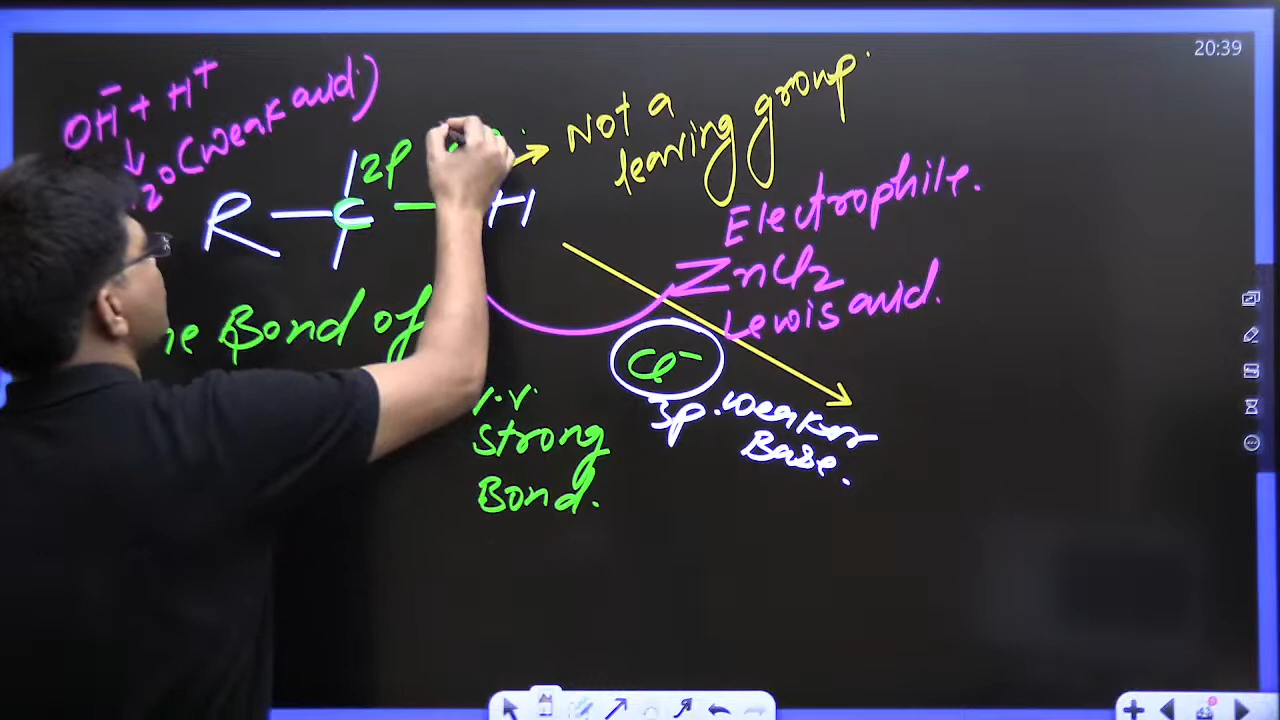 20:39
OH⁻ + H⁺
↓
2O (weak acid)
2p
R — C — H
→ Not a
leaving group.
Electrophile.
ZnCl2
Lewis acid.
Bond of
Cl⁻
3p. weaker
Base.
v.v.
strong
Bond.